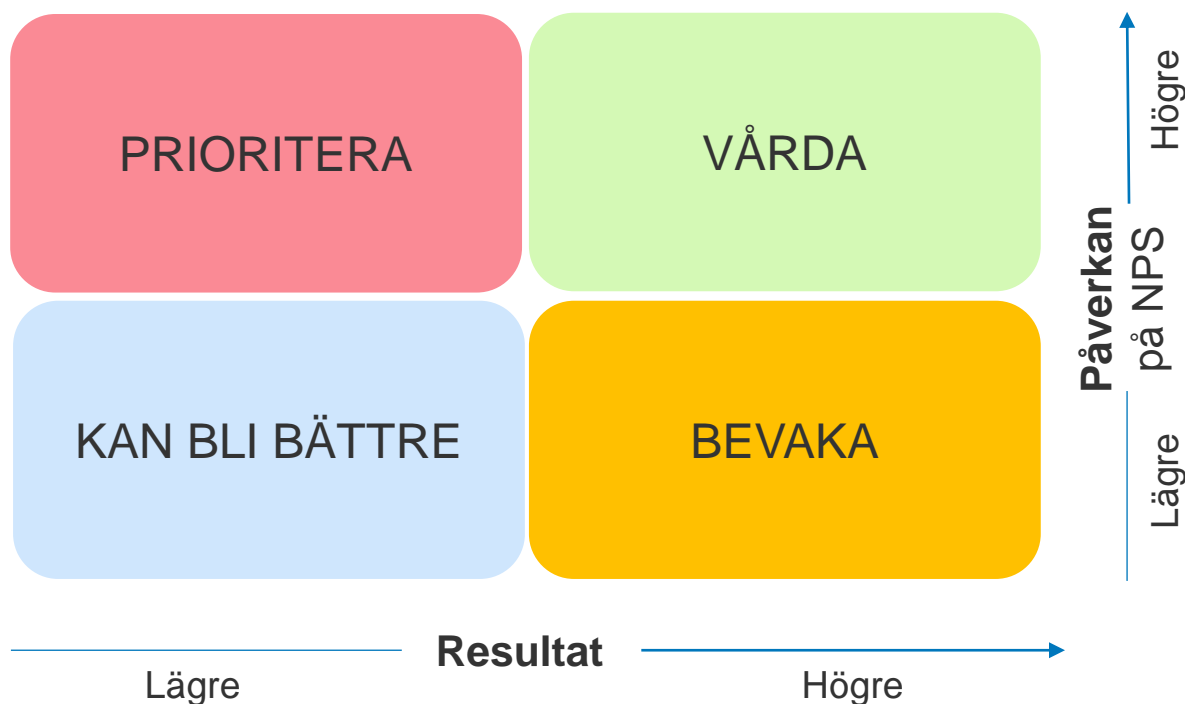 PRIORITERA
VÅRDA
KAN BLI BÄTTRE
BEVAKA
Högre
Påverkan
på NPS
Lägre
Resultat
Lägre
Högre